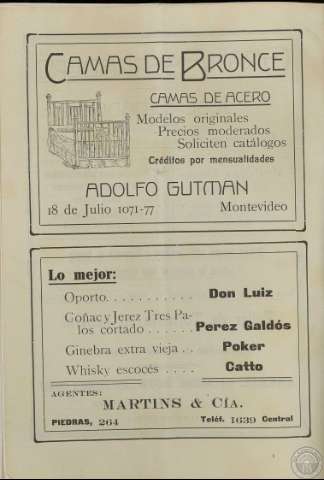 CAMAS DE BRONCE
CAMAS DE ACERO
Modelos originales
Precios moderados
Soliciten catálogos
Créditos por mensualidades
ADOLFO GUTMAN
18 de Julio 1071-77 Montevideo
Lo mejor:
Oporto. . . . . . . . . . Don Luiz
Coñac y Jerez Tres Pa-
los cortado . . . . . . Perez Galdós
Ginebra extra vieja . . Poker
Whisky escocés . . . . Catto
AGENTES:
MARTINS & CÍA.
PIEDRAS, 264 Teléf. 1639 Central